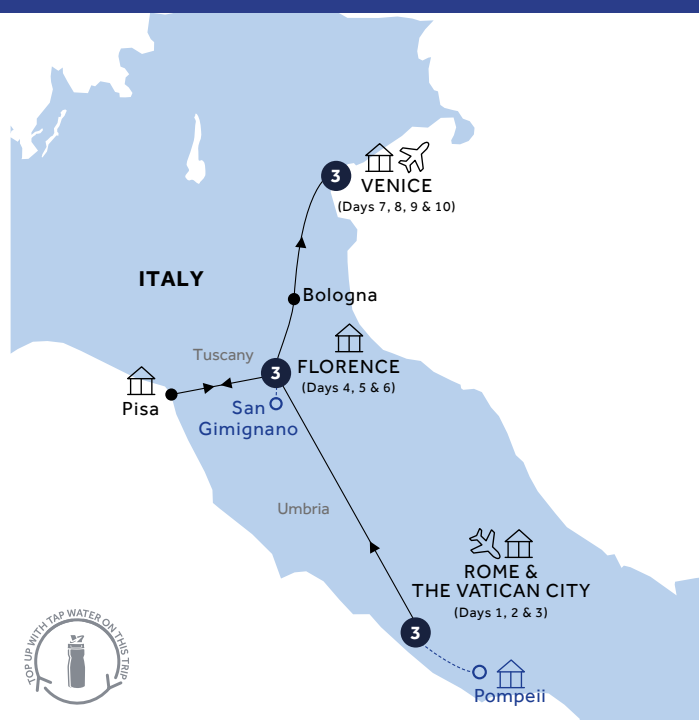 3
VENICE
(Days 7, 8, 9 & 10)
ITALY
Bologna
Tuscany
3
FLORENCE
(Days 4, 5 & 6)
Pisa
San
Gimignano
Umbria
ROME &
THE VATICAN CITY
(Days 1, 2 & 3)
3
Pompeii
TOP UP WITH TAP WATER ON THIS TRIP